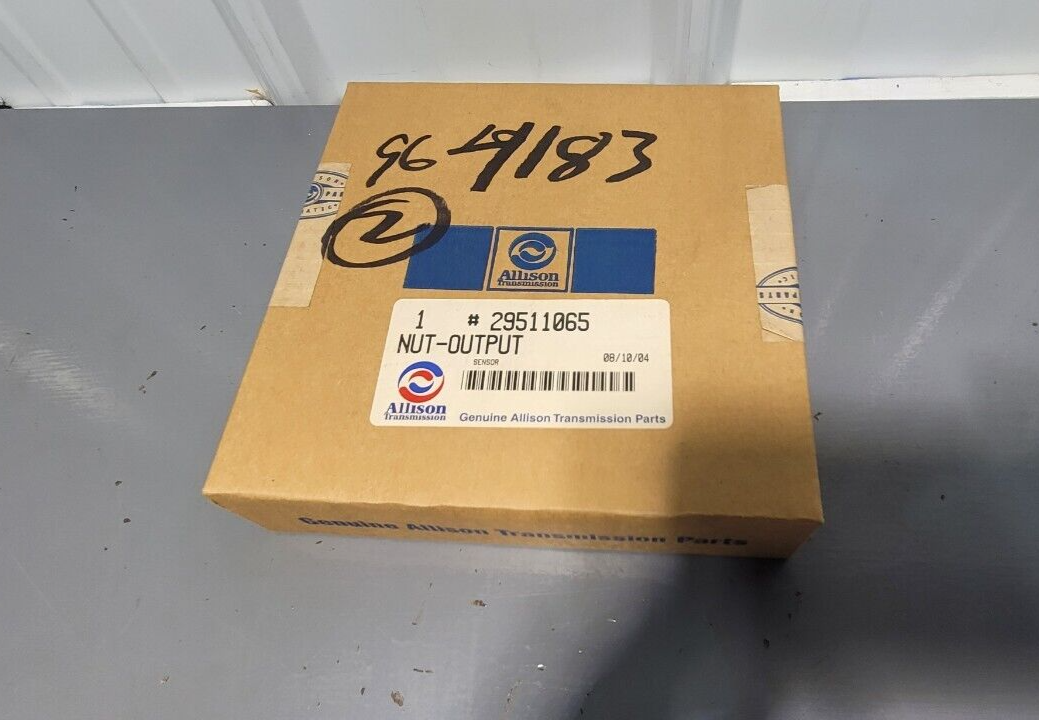 96 4183
2
Allison
Transmission
1 # 29511065
NUT-OUTPUT
SENSOR
08/10/04
Allison
Transmission
Genuine Allison Transmission Parts
Genuine Allison Transmission Parts